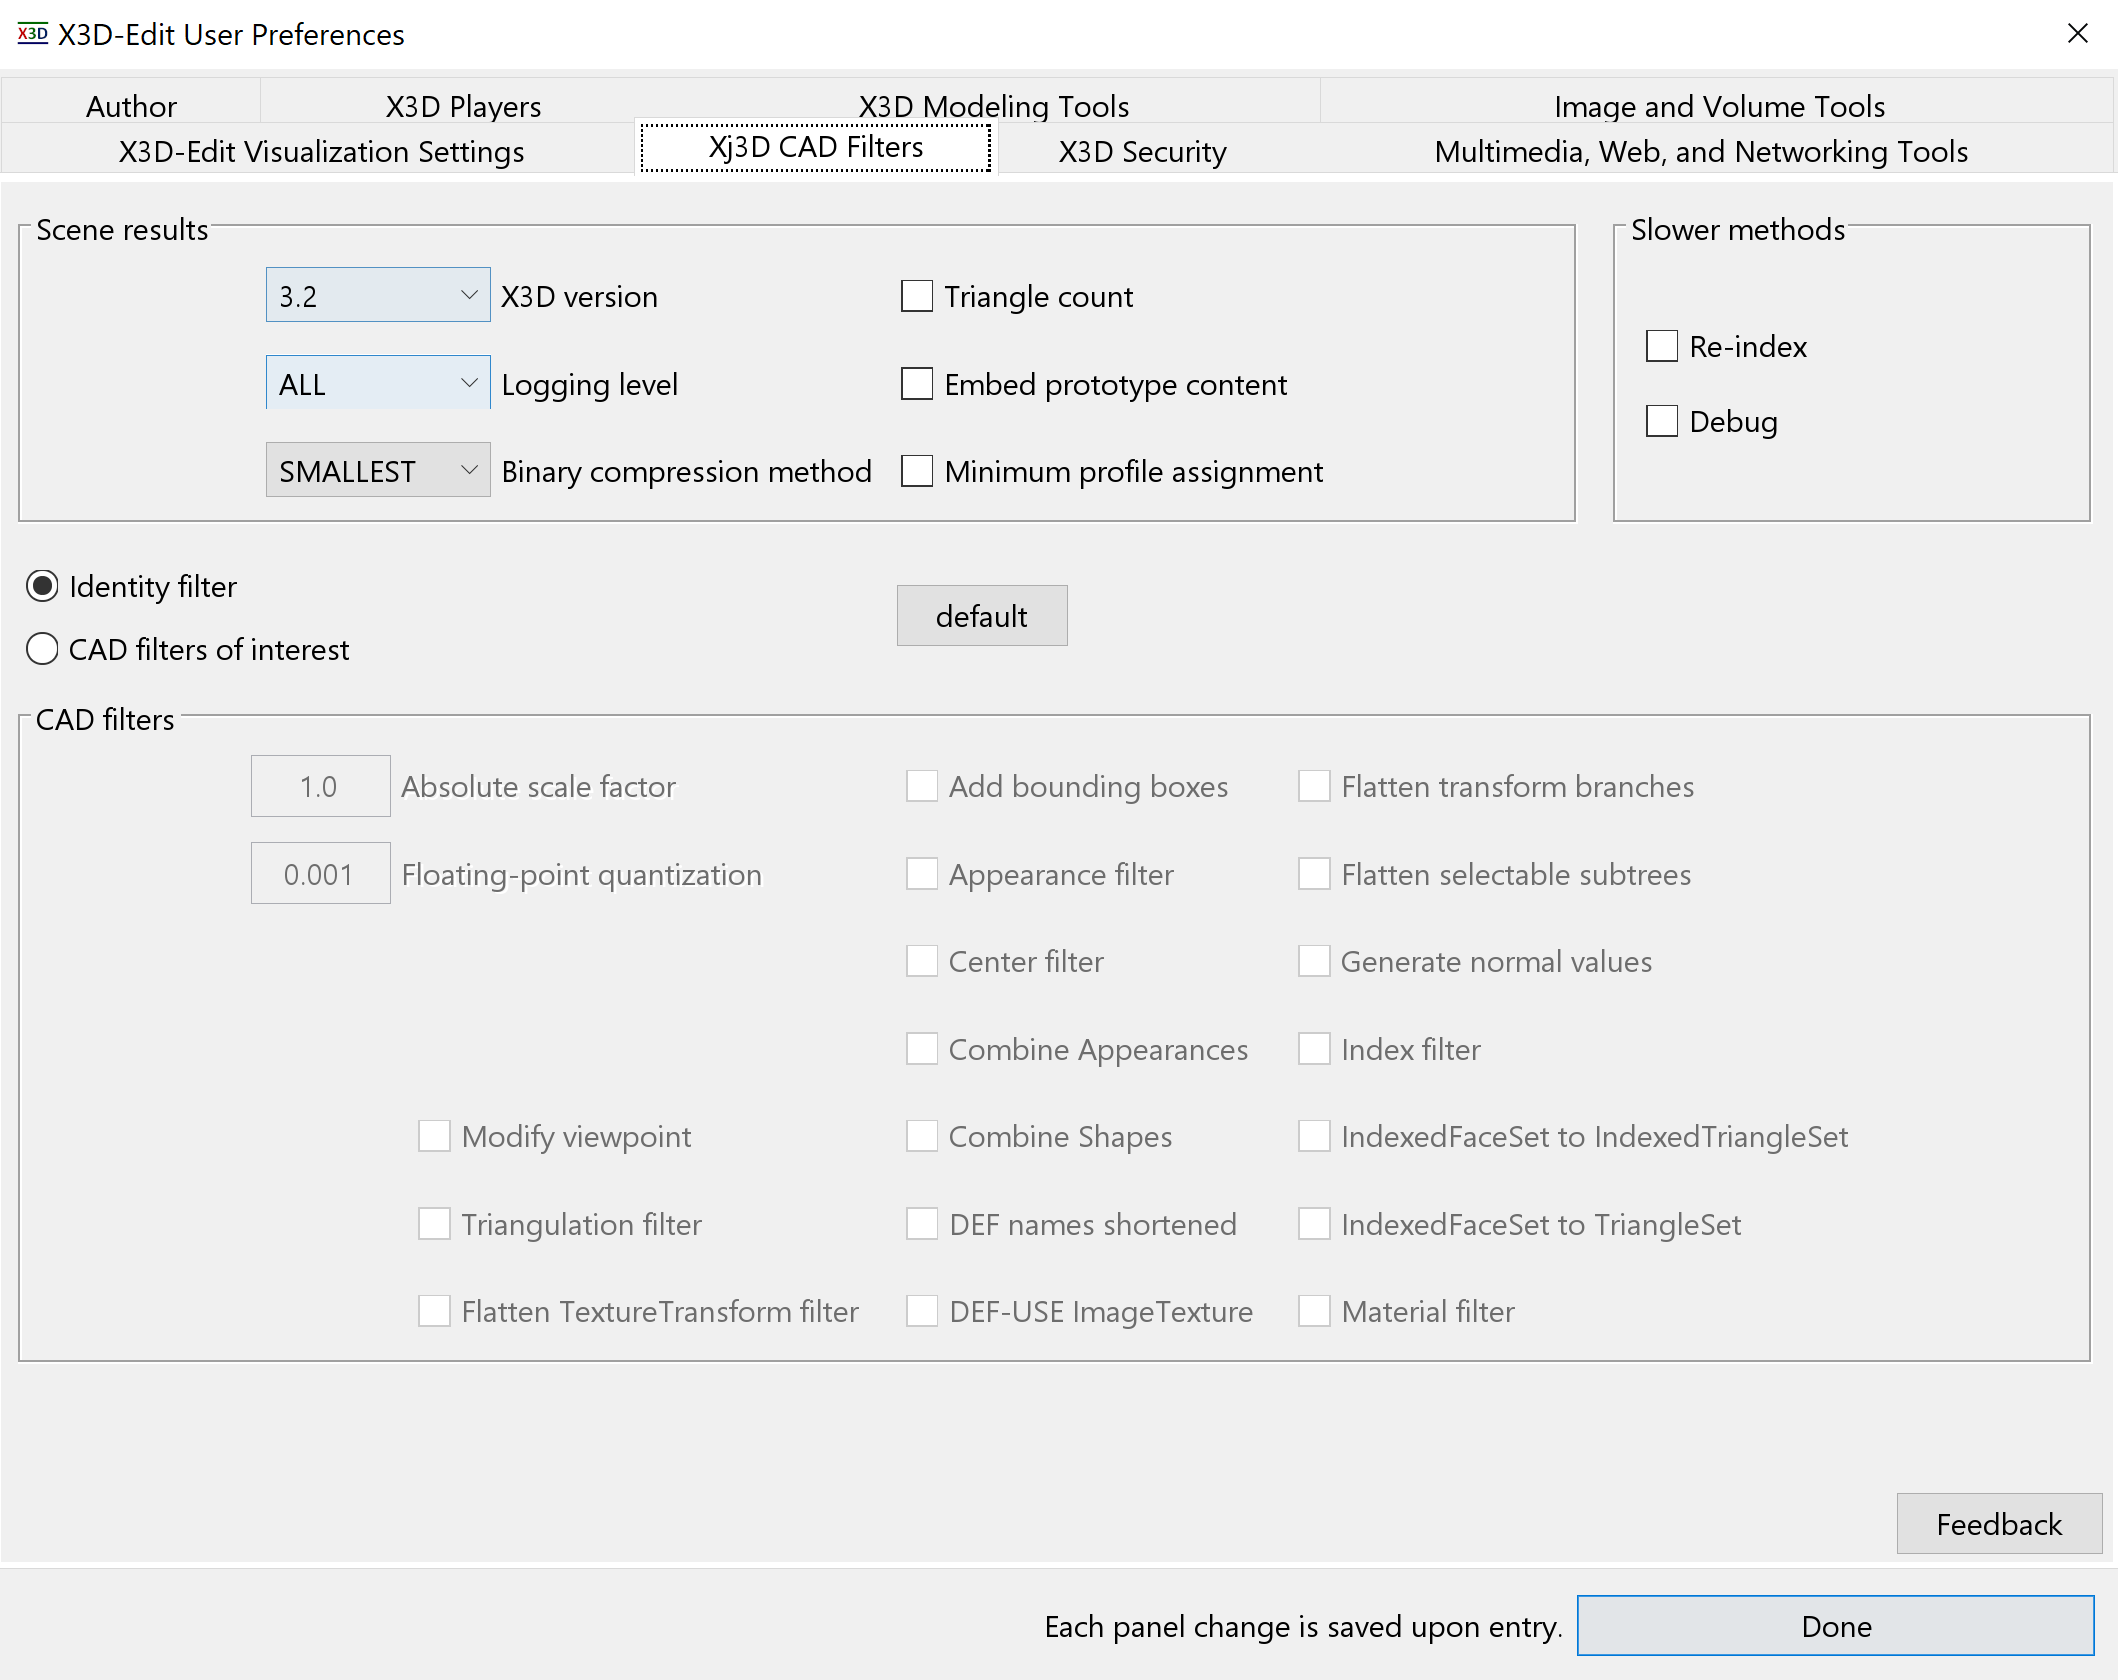 X3D X3D-Edit User Preferences
Author X3D Players X3D Modeling Tools Image and Volume Tools
X3D-Edit Visualization Settings Xj3D CAD Filters X3D Security Multimedia, Web, and Networking Tools
Scene results
3.2 X3D version Triangle count
ALL Logging level Embed prototype content
SMALLEST Binary compression method Minimum profile assignment
Slower methods
Re-index
Debug
Identity filter
CAD filters of interest
default
CAD filters
1.0 Absolute scale factor Add bounding boxes Flatten transform branches
0.001 Floating-point quantization Appearance filter Flatten selectable subtrees
Center filter Generate normal values
Combine Appearances Index filter
Modify viewpoint Combine Shapes IndexedFaceSet to IndexedTriangleSet
Triangulation filter DEF names shortened IndexedFaceSet to TriangleSet
Flatten TextureTransform filter DEF-USE ImageTexture Material filter
Feedback
Each panel change is saved upon entry. Done